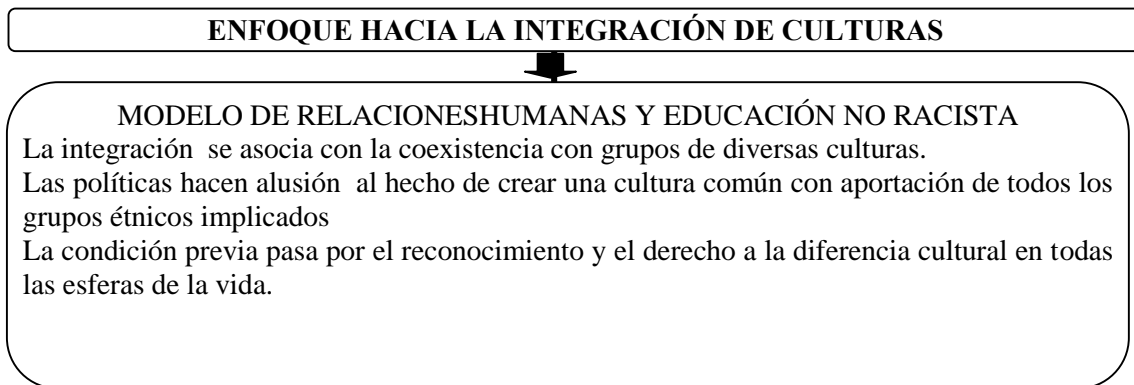 ENFOQUE HACIA LA INTEGRACIÓN DE CULTURAS
MODELO DE RELACIONESHUMANAS Y EDUCACIÓN NO RACISTA
La integración  se asocia con la coexistencia con grupos de diversas culturas.
Las políticas hacen alusión  al hecho de crear una cultura común con aportación de todos los
grupos étnicos implicados
La condición previa pasa por el reconocimiento y el derecho a la diferencia cultural en todas
las esferas de la vida.